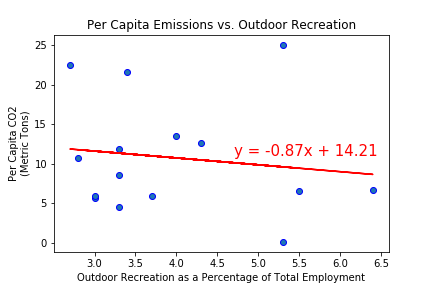 Per Capita Emissions vs. Outdoor Recreation
Per Capita CO2
(Metric Tons)
25
20
15
10
5
0
y = -0.87x + 14.21
3.0 3.5 4.0 4.5 5.0 5.5 6.0 6.5
Outdoor Recreation as a Percentage of Total Employment